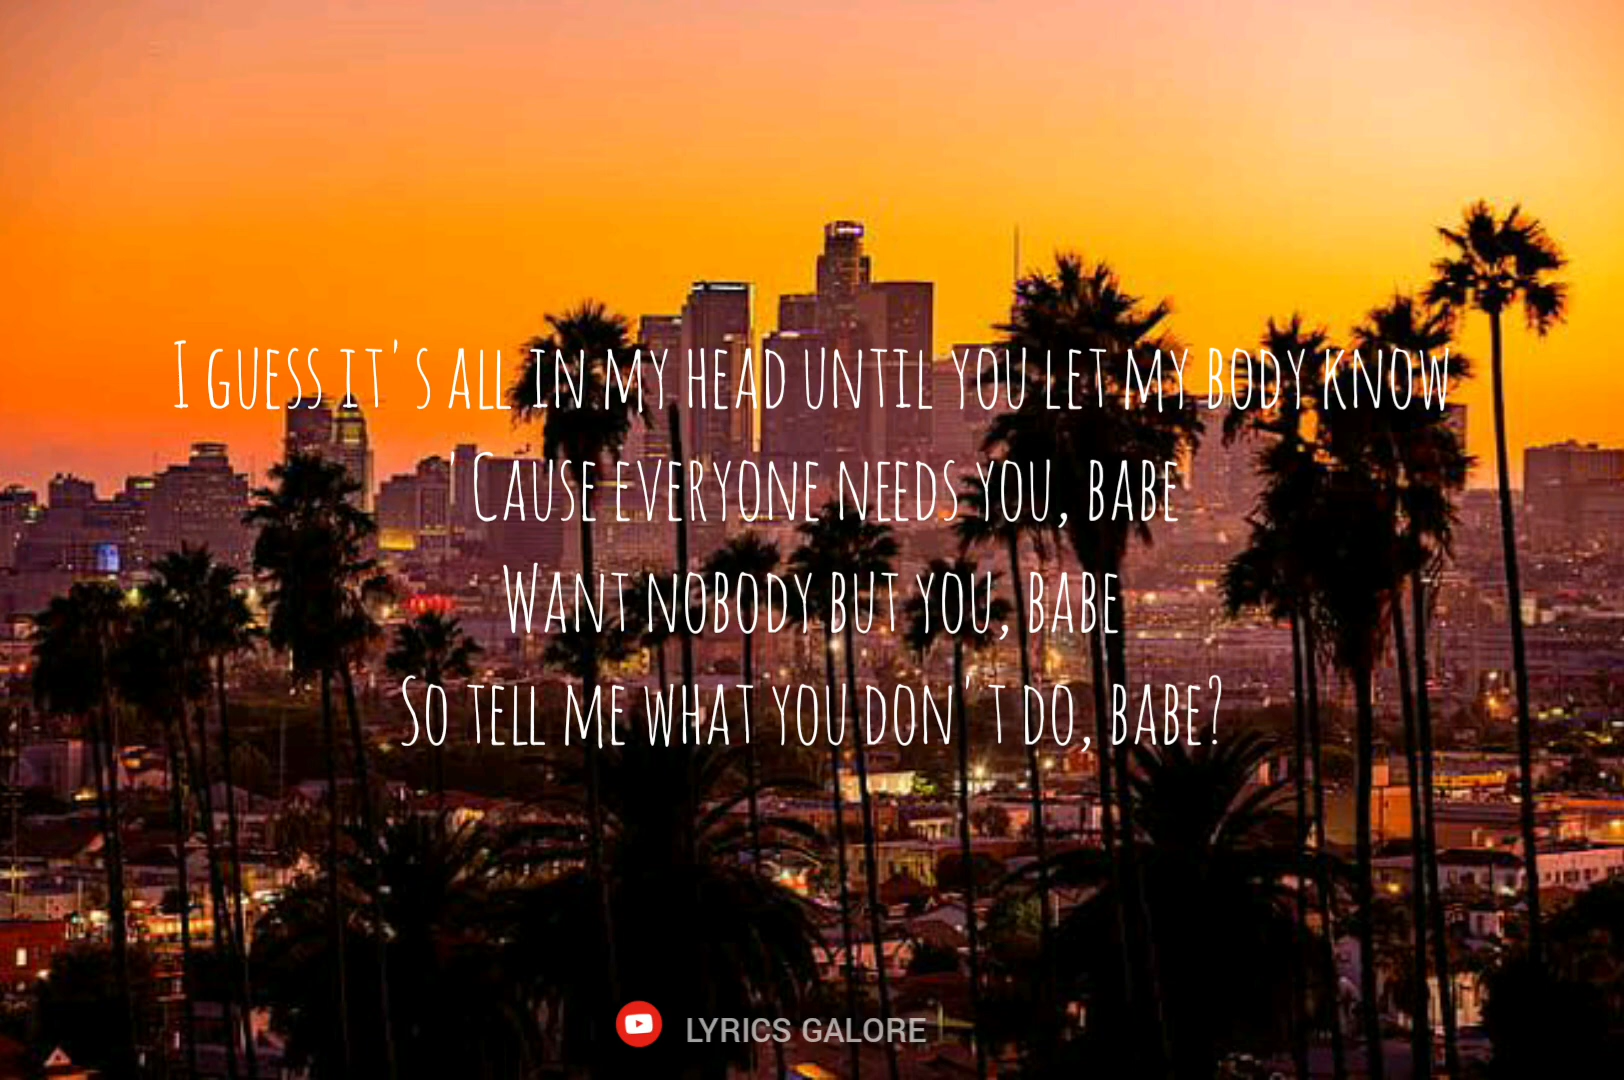 I guess it's all in my head until you let my body know
'Cause everyone needs you, babe
Want nobody but you, babe
So tell me what you don't do, babe?
LYRICS GALORE